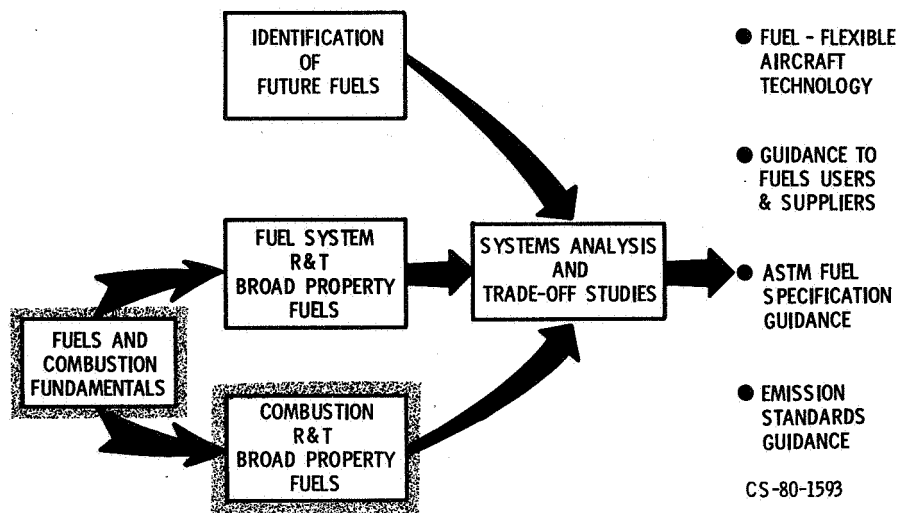 IDENTIFICATION
OF
FUTURE FUELS
FUEL SYSTEM
R&T
BROAD PROPERTY
FUELS
FUELS AND
COMBUSTION
FUNDAMENTALS
COMBUSTION
R&T
BROAD PROPERTY
FUELS
SYSTEMS ANALYSIS
AND
TRADE-OFF STUDIES
● FUEL - FLEXIBLE
AIRCRAFT
TECHNOLOGY
● GUIDANCE TO
FUELS USERS
& SUPPLIERS
● ASTM FUEL
SPECIFICATION
GUIDANCE
● EMISSION
STANDARDS
GUIDANCE
CS-80-1593